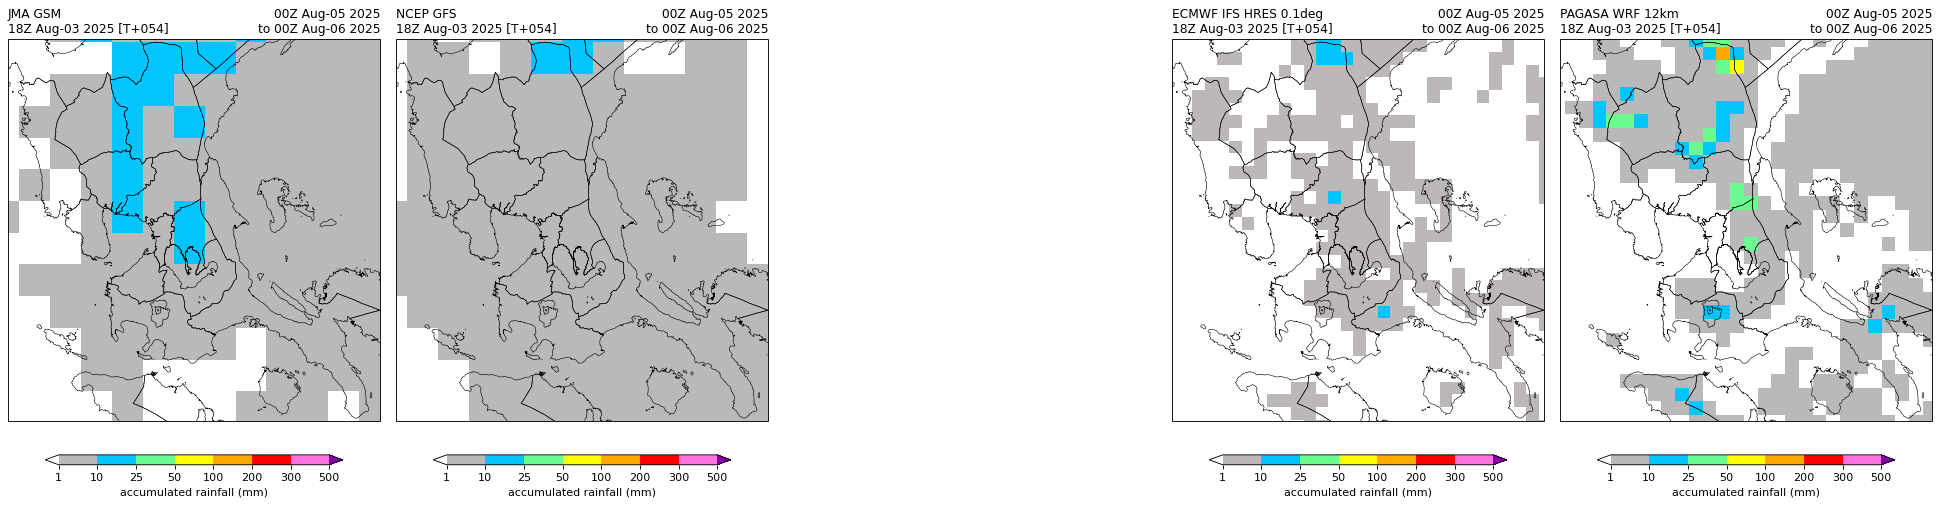 JMA GSM 00Z Aug-05 2025
18Z Aug-03 2025 [T+054] to 00Z Aug-06 2025
NCEP GFS 00Z Aug-05 2025
18Z Aug-03 2025 [T+054] to 00Z Aug-06 2025
ECMWF IFS HRES 0.1deg 00Z Aug-05 2025
18Z Aug-03 2025 [T+054] to 00Z Aug-06 2025
PAGASA WRF 12km 00Z Aug-05 2025
18Z Aug-03 2025 [T+054] to 00Z Aug-06 2025
1 10 25 50 100 200 300 500
accumulated rainfall (mm)
1 10 25 50 100 200 300 500
accumulated rainfall (mm)
1 10 25 50 100 200 300 500
accumulated rainfall (mm)
1 10 25 50 100 200 300 500
accumulated rainfall (mm)